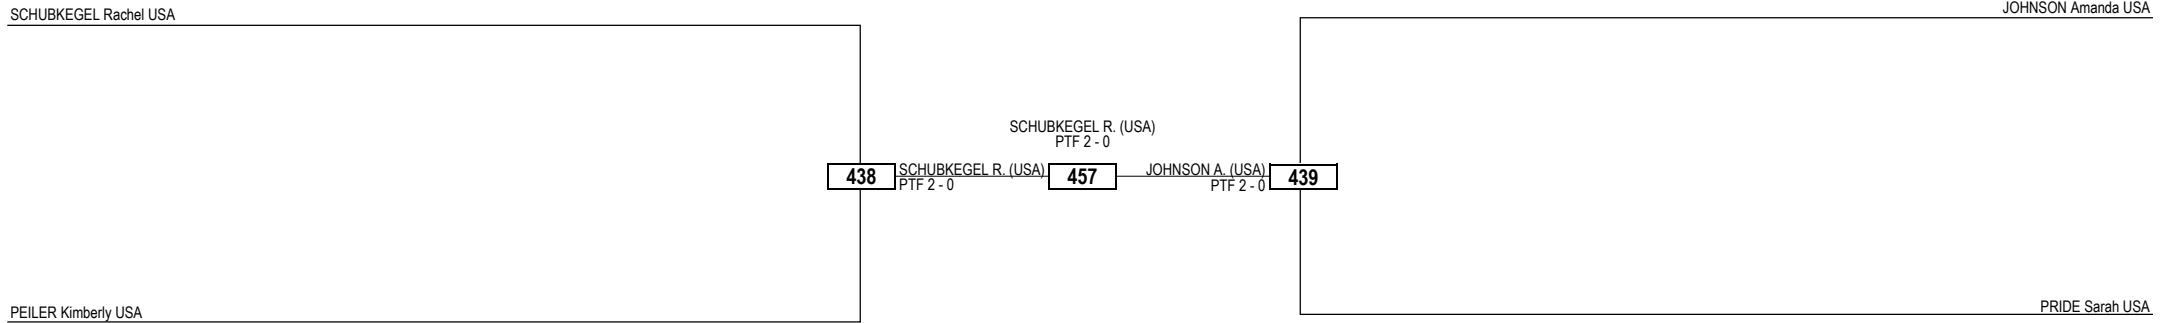 SCHUBKEGEL Rachel USA
JOHNSON Amanda USA
SCHUBKEGEL R. (USA)
PTF 2 - 0
438
SCHUBKEGEL R. (USA)
PTF 2 - 0
457
JOHNSON A. (USA)
PTF 2 - 0
439
PEILER Kimberly USA
PRIDE Sarah USA